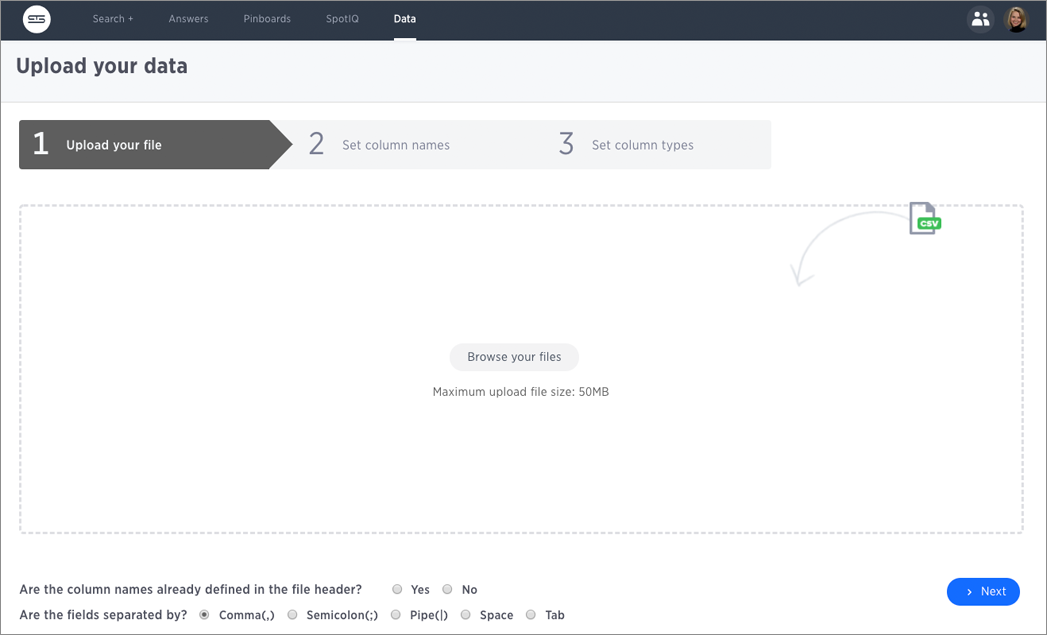 Search + Answers Pinboards SpotIQ Data
Upload your data
1 Upload your file 2 Set column names 3 Set column types
CSV
Browse your files
Maximum upload file size: 50MB
Are the column names already defined in the file header? Yes No
Next
Are the fields separated by? Comma(,) Semicolon(;) Pipe(|) Space Tab